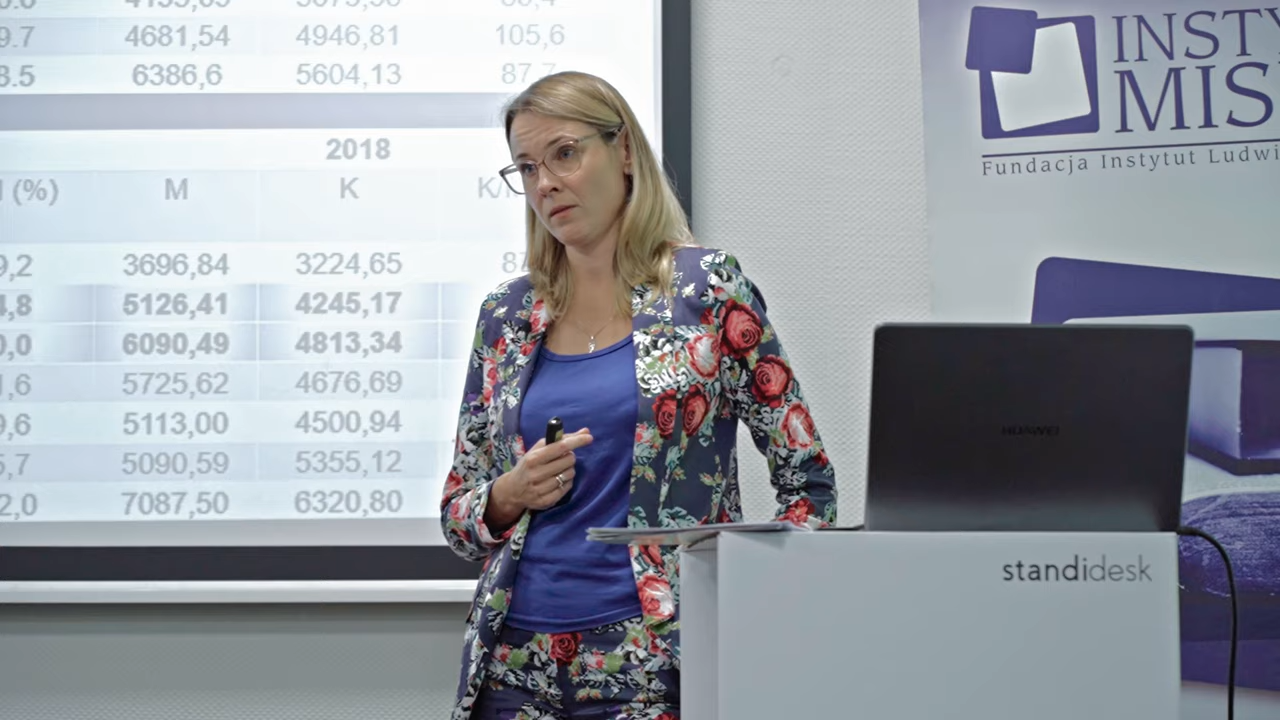 9.7 4681,54 4946,81 105,6
8.5 6386,6 5604,13 87,7
2018
(%) M K
9,2 3696,84 3224,65 87
4,8 5126,41 4245,17
0,0 6090,49 4813,34
1,6 5725,62 4676,69
9,6 5113,00 4500,94
5,7 5090,59 5355,12
2,0 7087,50 6320,80
INSTY
MIS
Fundacja Instytut Ludwi
HUAWEI
standidesk